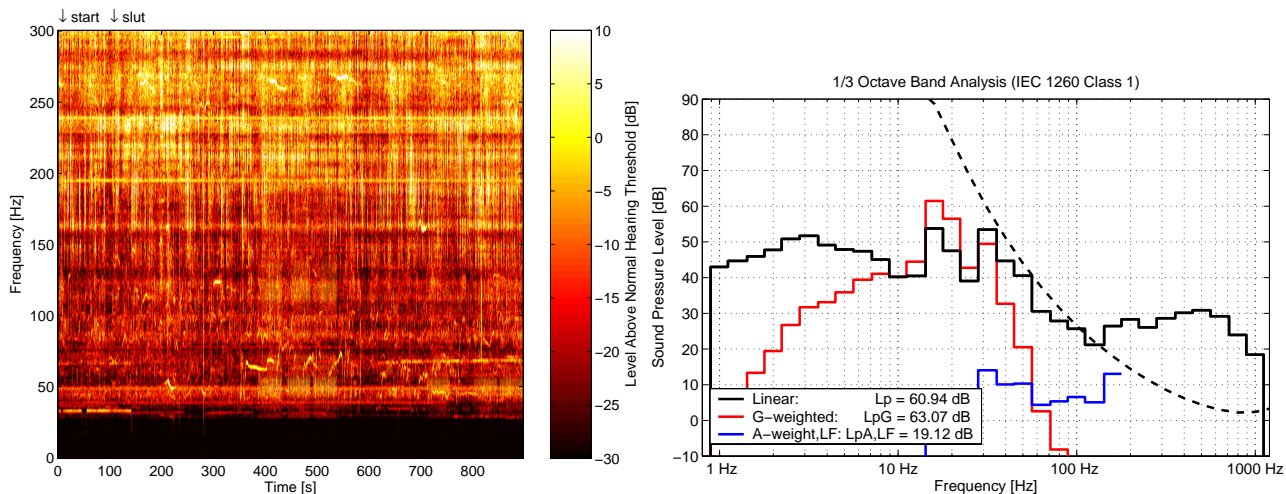 ↓ start ↓ slut
300
250
200
150
100
50
0
Frequency [Hz]
0 100 200 300 400 500 600 700 800
Time [s]
10
5
0
−5
−10
−15
−20
−25
−30
Level Above Normal Hearing Threshold [dB]
1/3 Octave Band Analysis (IEC 1260 Class 1)
90
80
70
60
50
40
30
20
10
0
−10
Sound Pressure Level [dB]
Linear: Lp = 60.94 dB
G-weighted: LpG = 63.07 dB
A-weight,LF: LpA,LF = 19.12 dB
1 Hz 10 Hz 100 Hz 1000 Hz
Frequency [Hz]